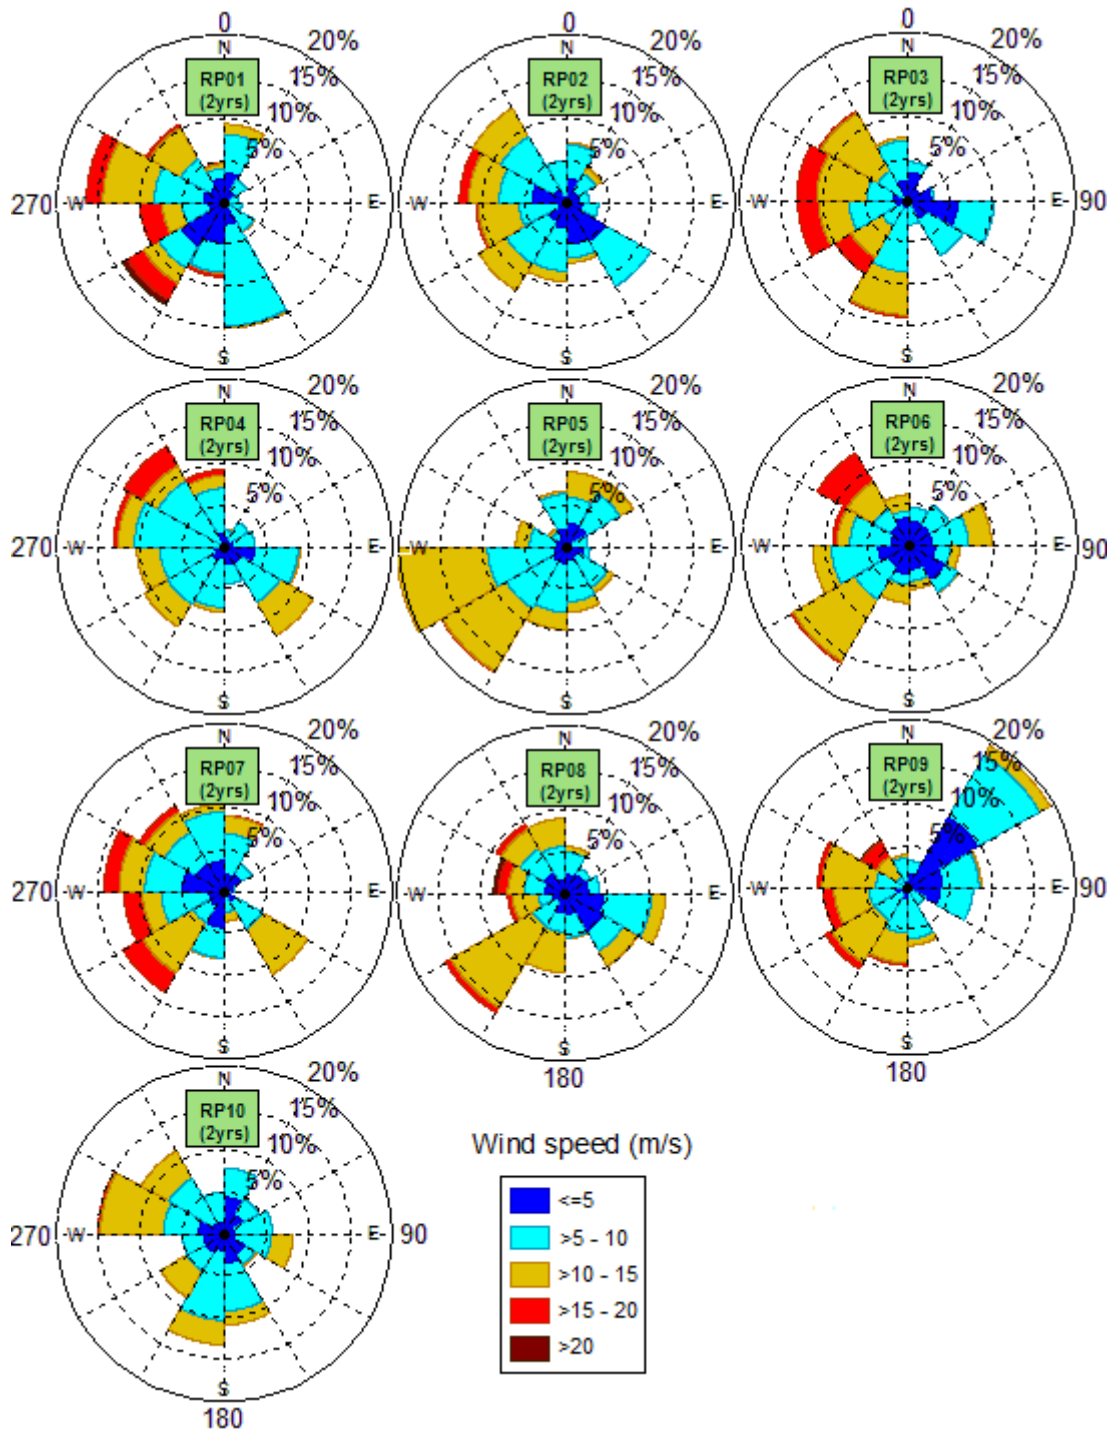 0
N
20%
15%
10%
5%
RP01
(2yrs)
270
W
E
S
0
N
20%
15%
10%
5%
RP02
(2yrs)
W
E
S
0
N
20%
15%
10%
5%
RP03
(2yrs)
W
E
90
S
N
20%
15%
10%
5%
RP04
(2yrs)
270
W
E
S
N
20%
15%
10%
5%
RP05
(2yrs)
W
E
S
N
20%
15%
10%
5%
RP06
(2yrs)
W
E
90
S
N
20%
15%
10%
5%
RP07
(2yrs)
270
W
E
S
N
20%
15%
10%
5%
RP08
(2yrs)
W
E
S
180
N
20%
15%
10%
5%
RP09
(2yrs)
W
E
90
S
180
N
20%
15%
10%
5%
RP10
(2yrs)
270
W
E
90
S
180
Wind speed (m/s)
<=5
>5 - 10
>10 - 15
>15 - 20
>20